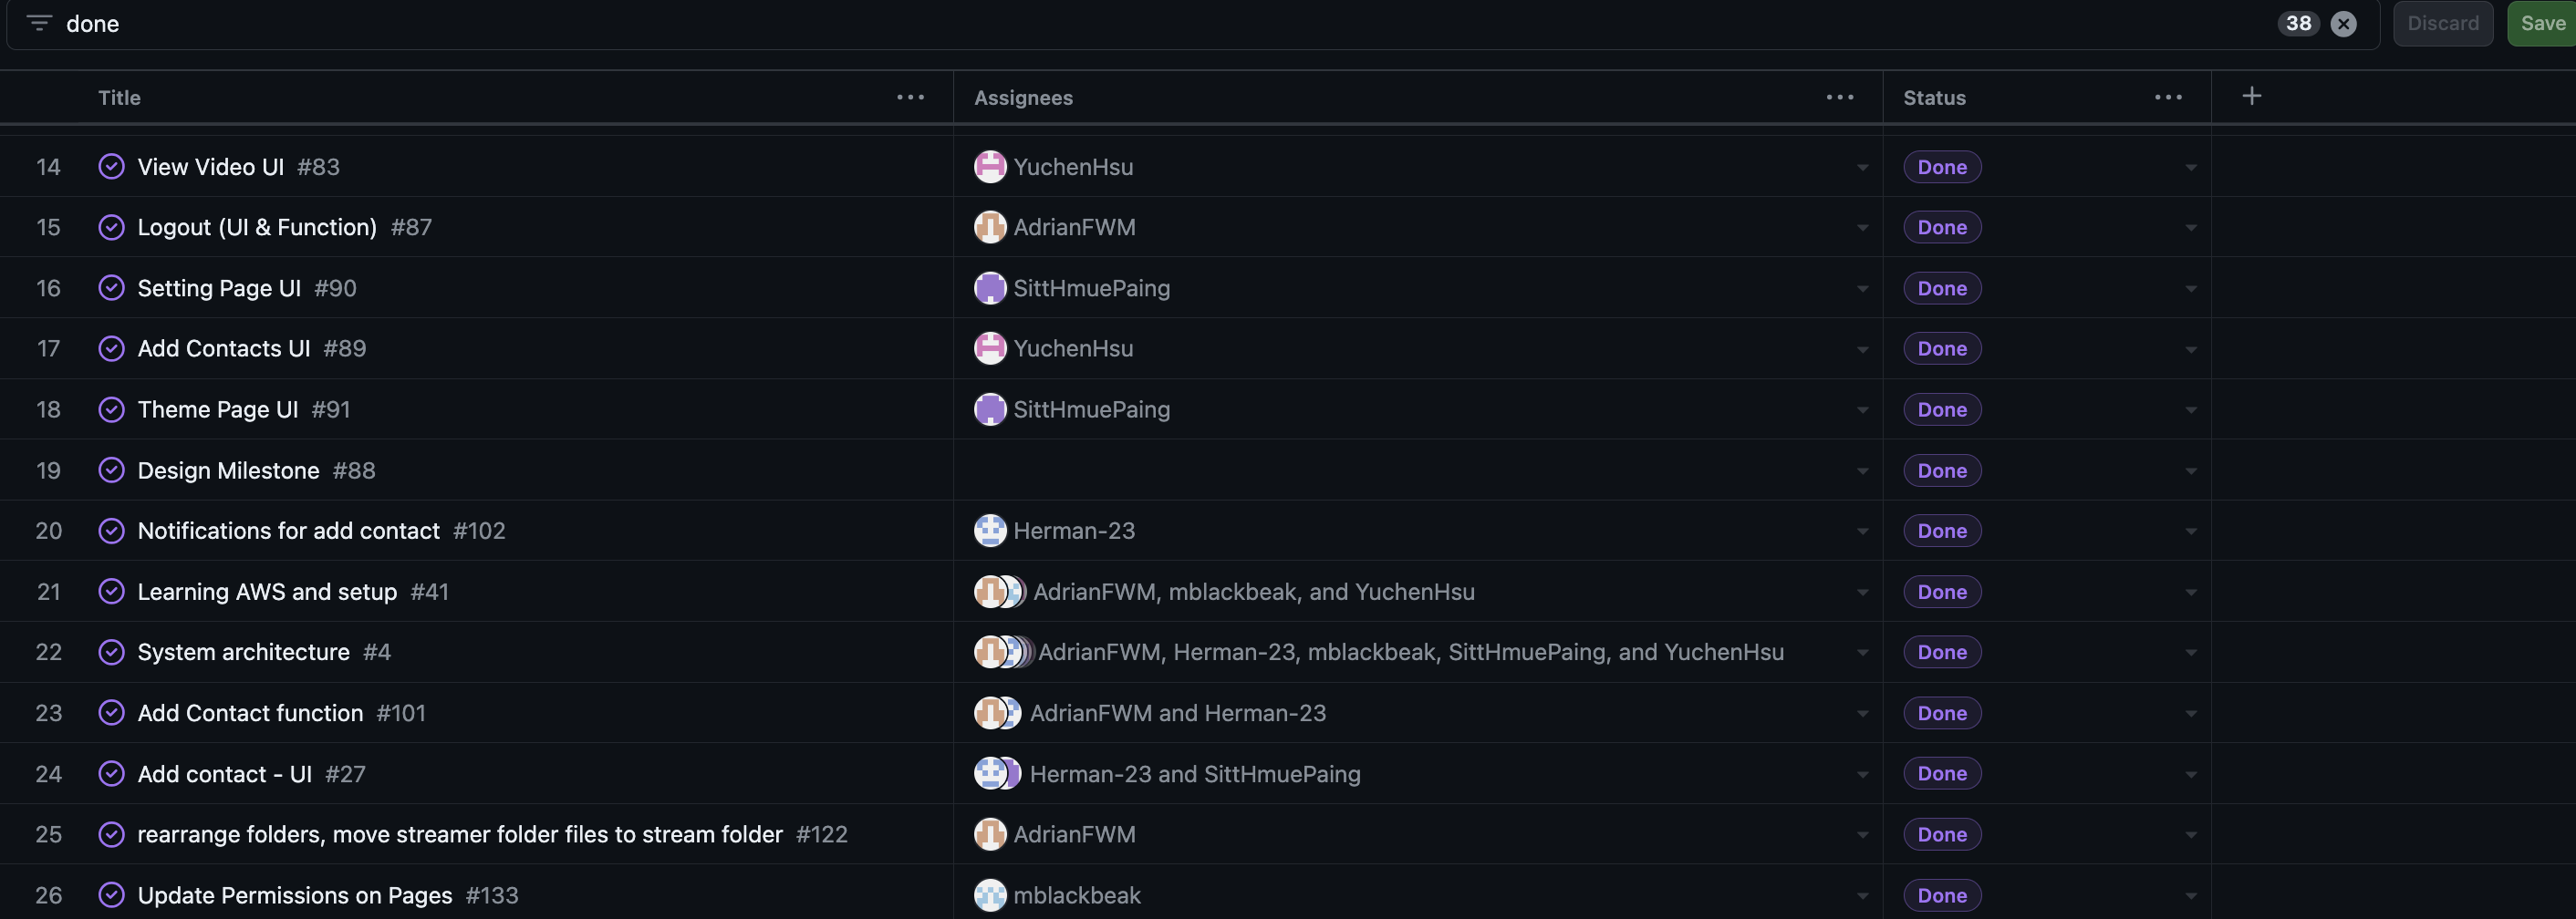 done 38 Discard Save
Title Assignees Status
14 View Video UI #83 YuchenHsu Done
15 Logout (UI & Function) #87 AdrianFWM Done
16 Setting Page UI #90 SittHmuePaing Done
17 Add Contacts UI #89 YuchenHsu Done
18 Theme Page UI #91 SittHmuePaing Done
19 Design Milestone #88 Done
20 Notifications for add contact #102 Herman-23 Done
21 Learning AWS and setup #41 AdrianFWM, mblackbeak, and YuchenHsu Done
22 System architecture #4 AdrianFWM, Herman-23, mblackbeak, SittHmuePaing, and YuchenHsu Done
23 Add Contact function #101 AdrianFWM and Herman-23 Done
24 Add contact - UI #27 Herman-23 and SittHmuePaing Done
25 rearrange folders, move streamer folder files to stream folder #122 AdrianFWM Done
26 Update Permissions on Pages #133 mblackbeak Done